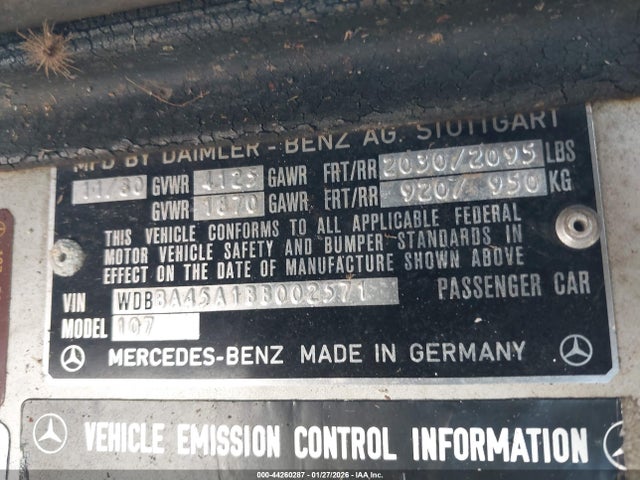 MFD BY DAIMLER - BENZ AG. STUTTGART
11/80 GVWR 4125 GAWR FRT/RR 2030/2095 LBS
GVWR 1870 GAWR FRT/RR 920/ 950 KG
THIS VEHICLE CONFORMS TO ALL APPLICABLE FEDERAL
MOTOR VEHICLE SAFETY AND BUMPER-STANDARDS IN
EFFECT ON THE DATE OF MANUFACTURE SHOWN ABOVE
VIN WDBBA45A1BB002571 PASSENGER CAR
MODEL 107
MERCEDES-BENZ MADE IN GERMANY
VEHICLE EMISSION CONTROL INFORMATION
000-44260287 - 01/27/2026 - IAA Inc.